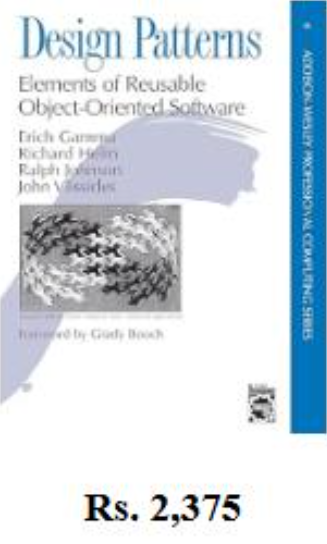 Design Patterns
Elements of Reusable
Object-Oriented Software
Erich Gamma
Richard Helm
Ralph Johnson
John Vlissides
Foreword by Grady Booch
ADDISON-WESLEY PROFESSIONAL COMPUTING SERIES
Rs. 2,375